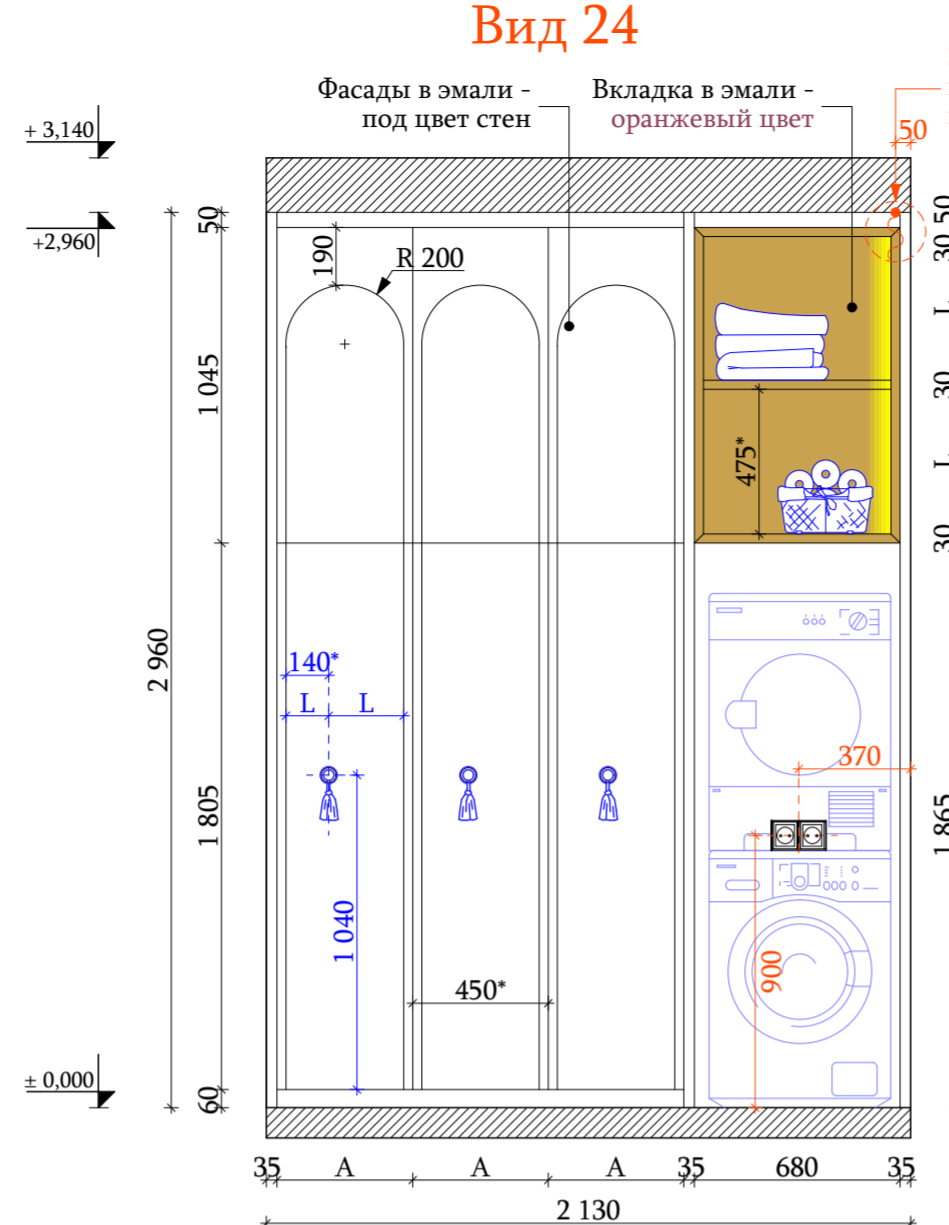 Вид 24
Фасады в эмали -
под цвет стен
Вкладка в эмали -
оранжевый цвет
+ 3,140
50
+2,960
50
50
190
R 200
30
L
1 045
30
475*
L
30
2 960
140*
L
L
370
1 805
1 865
1 040
900
450*
± 0,000
60
35
A
A
A
35
680
35
2 130